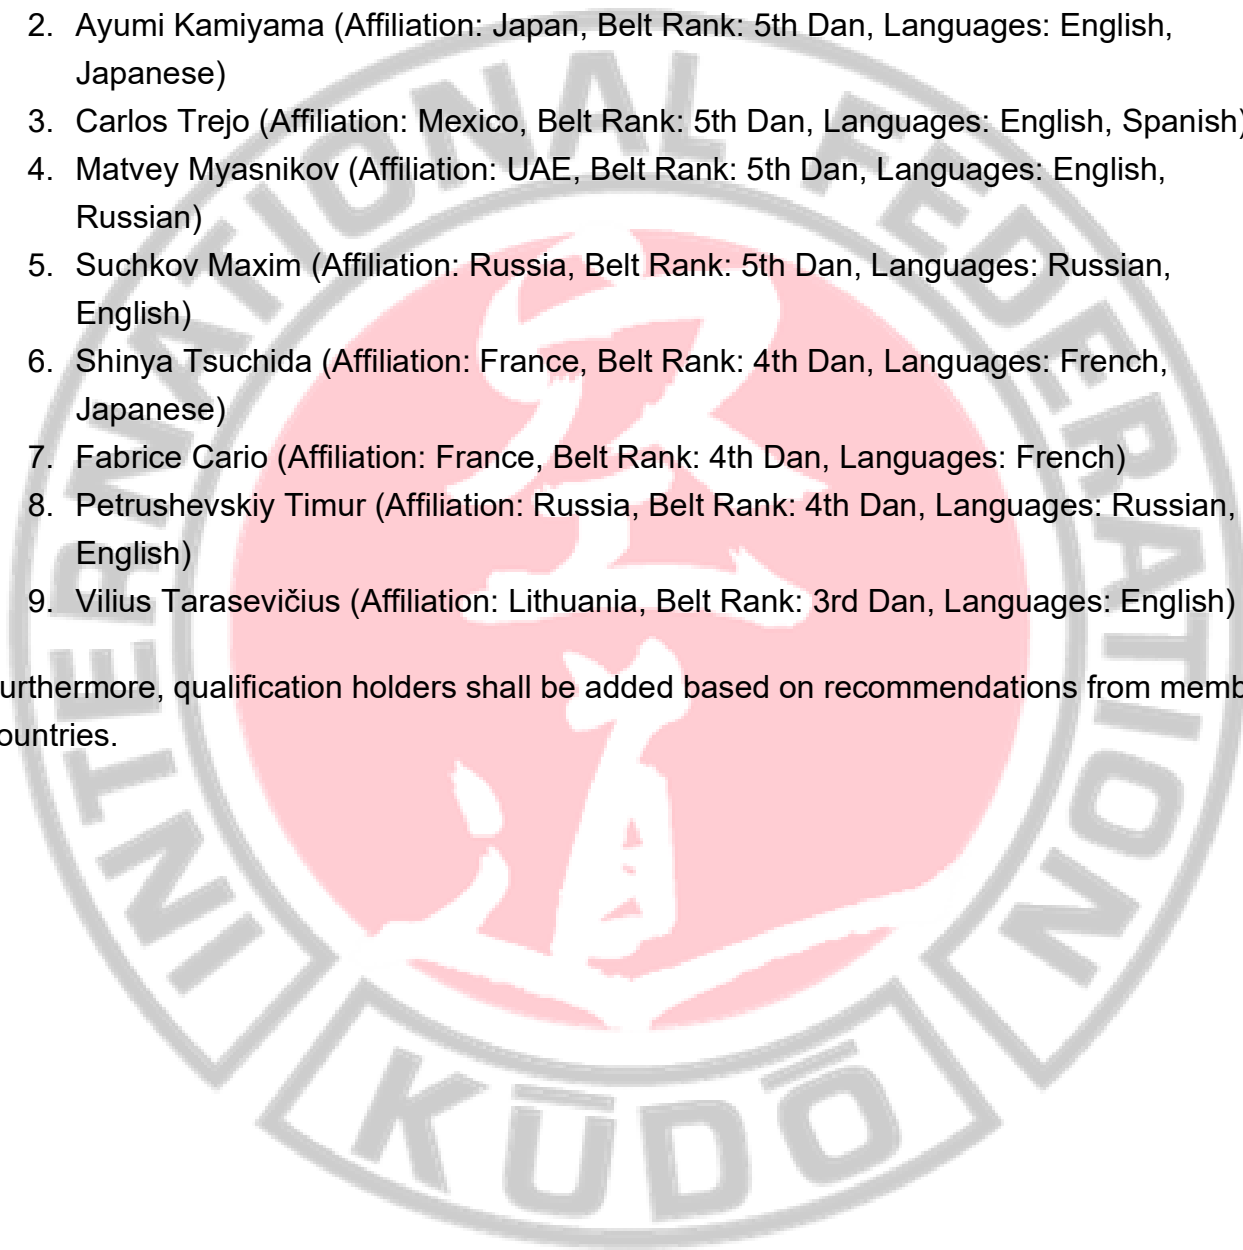 2. Ayumi Kamiyama (Affiliation: Japan, Belt Rank: 5th Dan, Languages: English,
Japanese)
3. Carlos Trejo (Affiliation: Mexico, Belt Rank: 5th Dan, Languages: English, Spanish)
4. Matvey Myasnikov (Affiliation: UAE, Belt Rank: 5th Dan, Languages: English,
Russian)
5. Suchkov Maxim (Affiliation: Russia, Belt Rank: 5th Dan, Languages: Russian,
English)
6. Shinya Tsuchida (Affiliation: France, Belt Rank: 4th Dan, Languages: French,
Japanese)
7. Fabrice Cario (Affiliation: France, Belt Rank: 4th Dan, Languages: French)
8. Petrushevskiy Timur (Affiliation: Russia, Belt Rank: 4th Dan, Languages: Russian,
English)
9. Vilius Tarasevičius (Affiliation: Lithuania, Belt Rank: 3rd Dan, Languages: English)
urthermore, qualification holders shall be added based on recommendations from memb
ountries.
INTERNATIONAL FEDERATION
空道
KŪDŌ